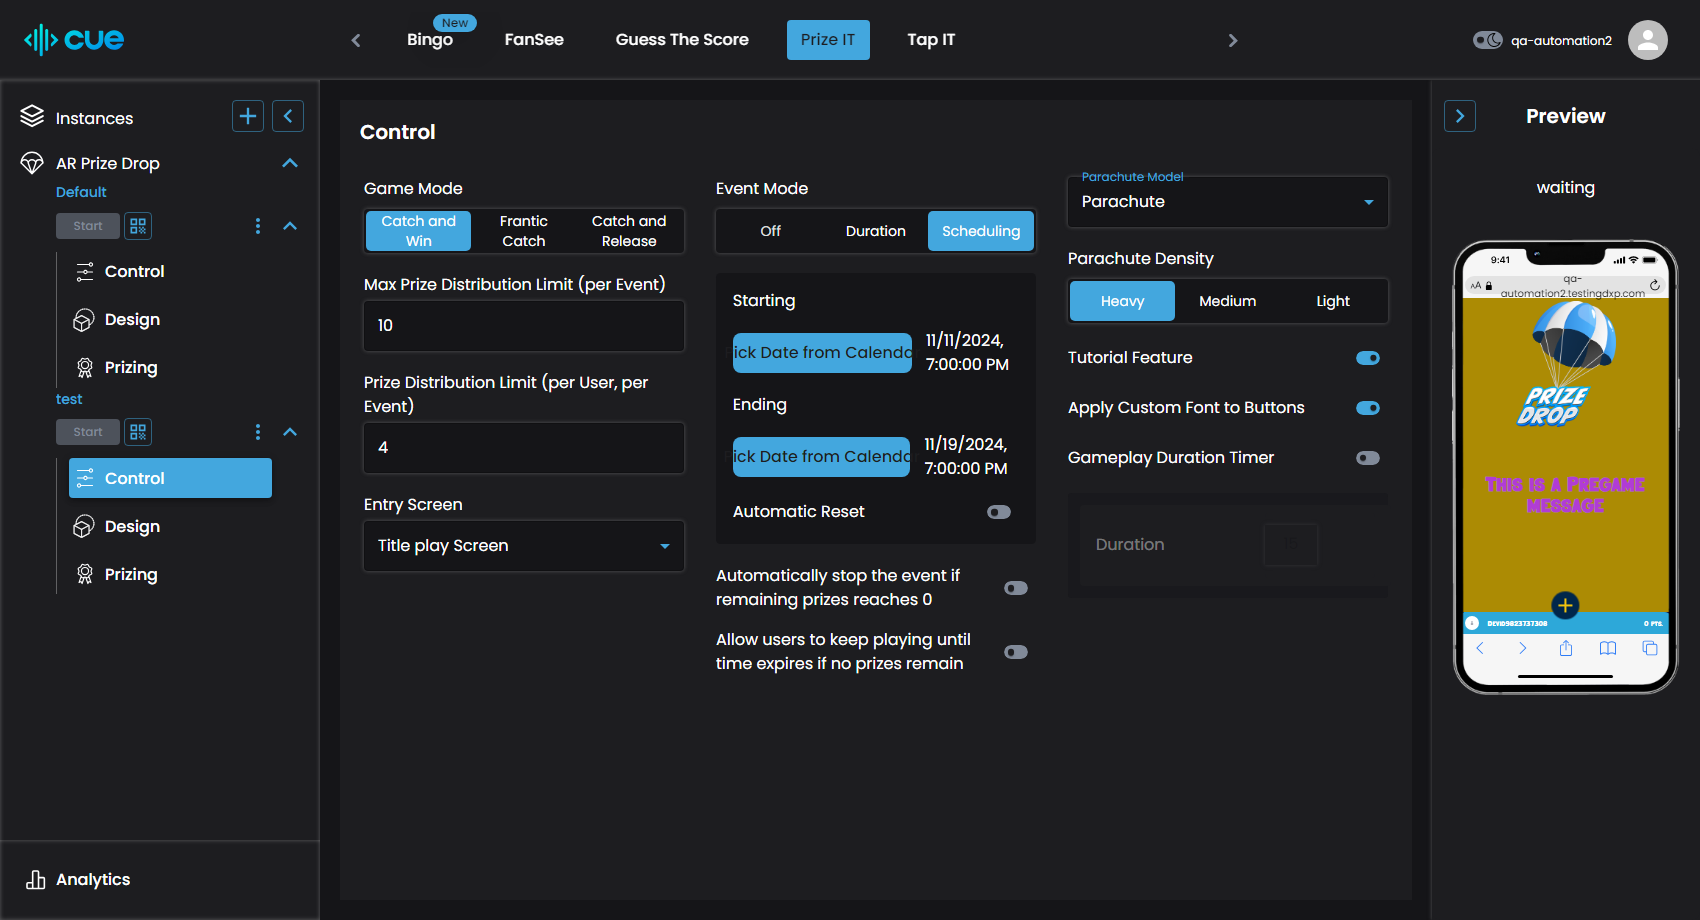 cue
New
Bingo
FanSee
Guess The Score
Prize IT
Tap IT
qa-automation2
Instances
AR Prize Drop
Default
Start
Control
Design
Prizing
test
Start
Control
Design
Prizing
Analytics
Control
Game Mode
Catch and
Win
Frantic
Catch
Catch and
Release
Max Prize Distribution Limit (per Event)
10
Prize Distribution Limit (per User, per
Event)
4
Entry Screen
Title play Screen
Event Mode
Off
Duration
Scheduling
Starting
ick Date from Calenda
11/11/2024,
7:00:00 PM
Ending
ick Date from Calenda
11/19/2024,
7:00:00 PM
Automatic Reset
Automatically stop the event if
remaining prizes reaches 0
Allow users to keep playing until
time expires if no prizes remain
Parachute Model
Parachute
Parachute Density
Heavy
Medium
Light
Tutorial Feature
Apply Custom Font to Buttons
Gameplay Duration Timer
Duration
Preview
waiting
9:41
AA
qa-
automation2.testingdxp.com
PRIZE
DROP
THIS IS A PREGAME
MESSAGE
DEVID9823737308
0 PTS.